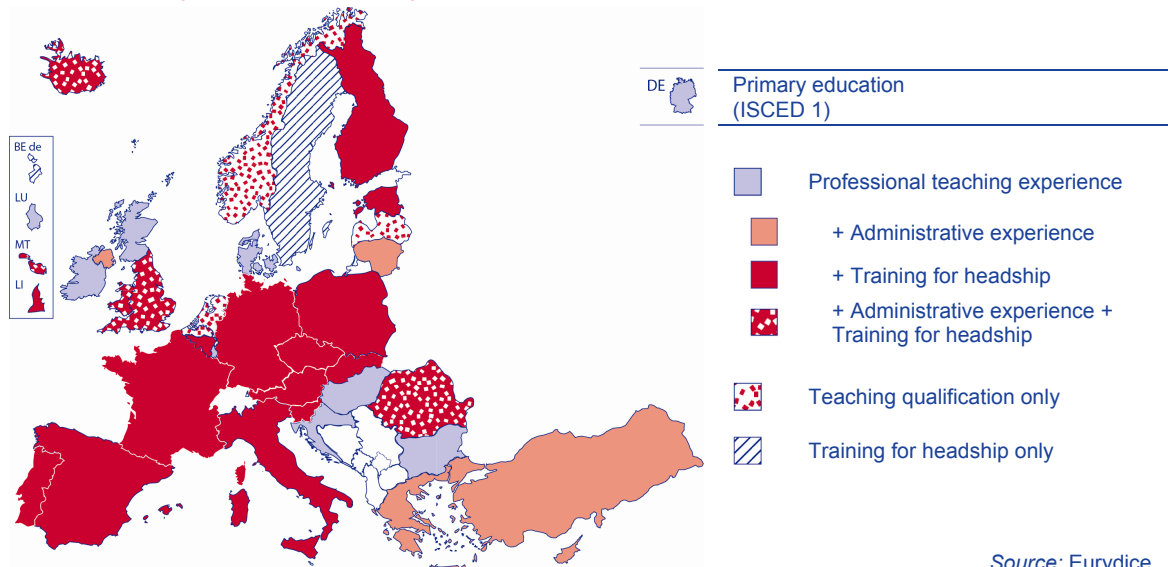 DE
Primary education
(ISCED 1)
BE de
LU
MT
LI
Professional teaching experience
+ Administrative experience
+ Training for headship
+ Administrative experience +
Training for headship
Teaching qualification only
Training for headship only
Source: Eurydice